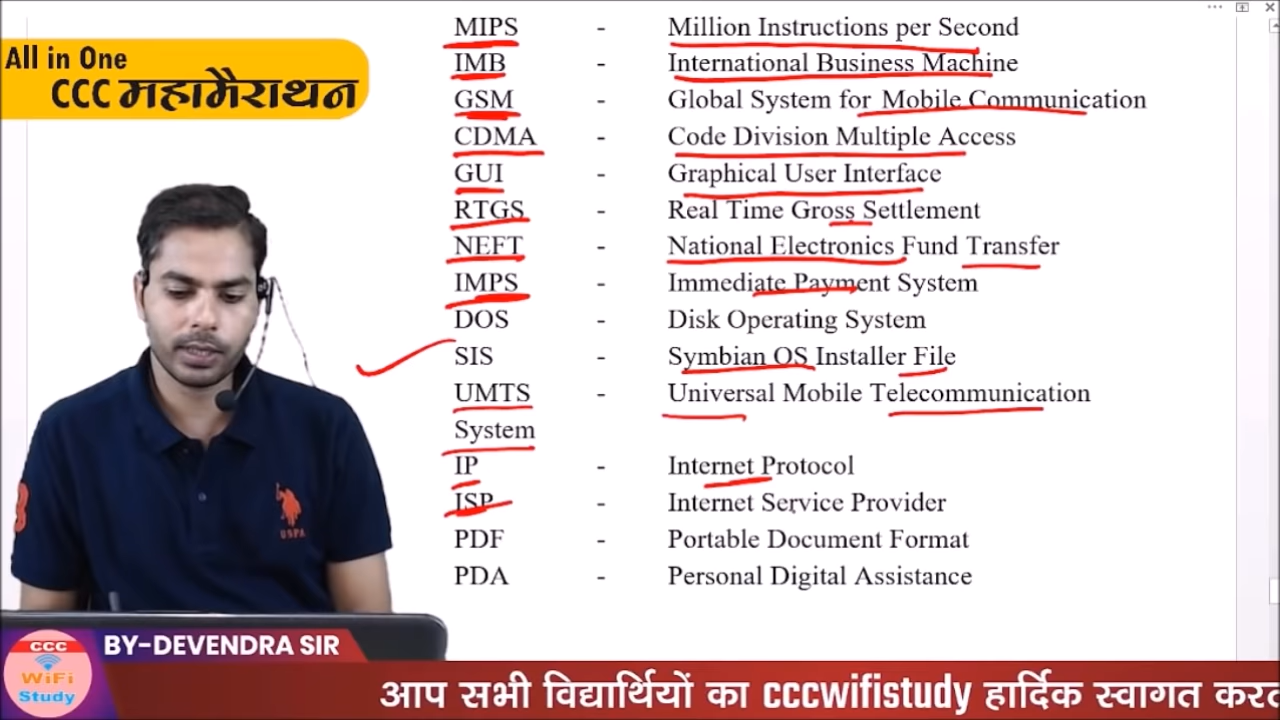 All in One
CCC महामैराथन
MIPS - Million Instructions per Second
IMB - International Business Machine
GSM - Global System for Mobile Communication
CDMA - Code Division Multiple Access
GUI - Graphical User Interface
RTGS - Real Time Gross Settlement
NEFT - National Electronics Fund Transfer
IMPS - Immediate Payment System
DOS - Disk Operating System
SIS - Symbian OS Installer File
UMTS - Universal Mobile Telecommunication
System
IP - Internet Protocol
ISP - Internet Service Provider
PDF - Portable Document Format
PDA - Personal Digital Assistance
USPA
BY-DEVENDRA SIR
CCC
WiFi
Study
आप सभी विद्यार्थियों का cccwifistudy हार्दिक स्वागत